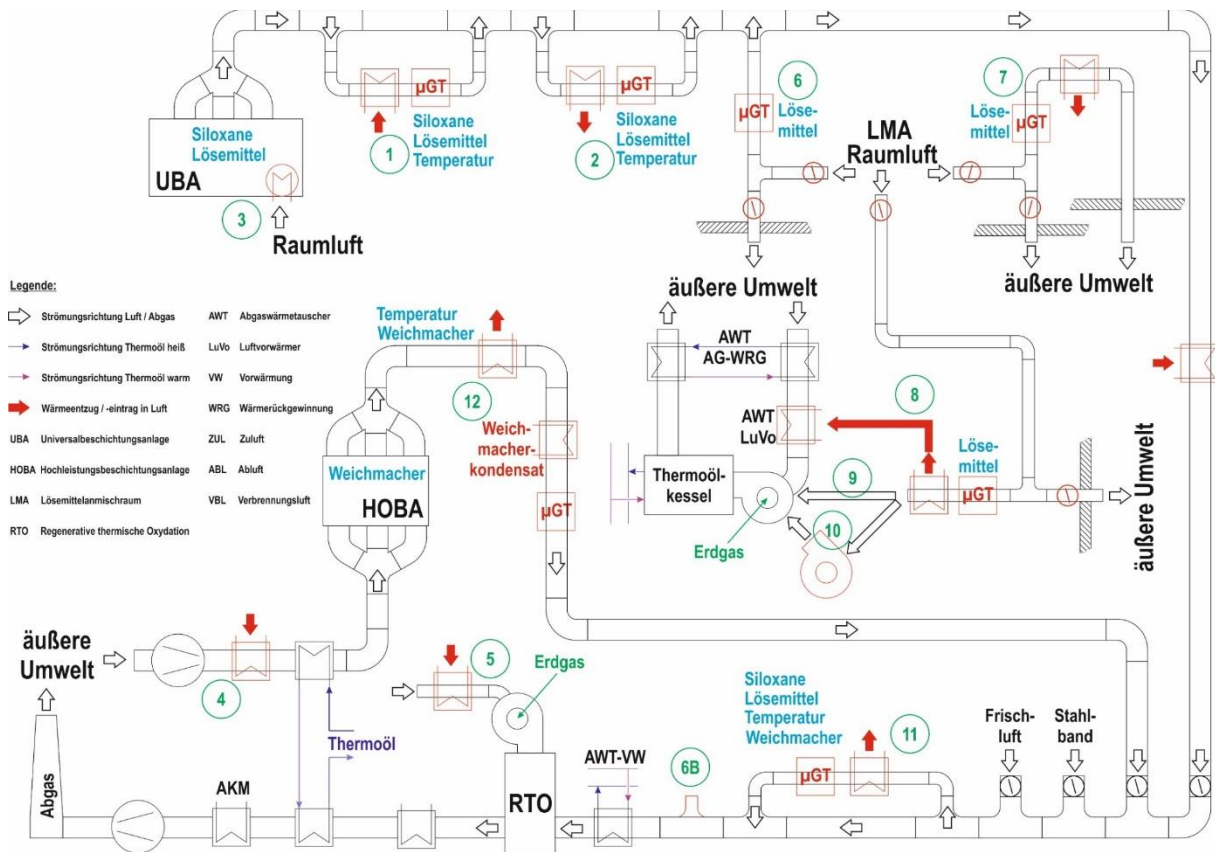 Siloxane
Lösemittel
UBA
3
Raumluft
µGT
1
Siloxane
Lösemittel
Temperatur
µGT
2
Siloxane
Lösemittel
Temperatur
µGT
6
Löse-
mittel
LMA
Raumluft
7
Löse-
mittel
µGT
äußere Umwelt
äußere Umwelt
Legende:
Strömungsrichtung Luft / Abgas
Strömungsrichtung Thermoöl heiß
Strömungsrichtung Thermoöl warm
Wärmeentzug / -eintrag in Luft
UBA Universalbeschichtungsanlage
HOBA Hochleistungsbeschichtungsanlage
LMA Lösemittelanmischraum
RTO Regenerative thermische Oxydation
AWT Abgaswärmetauscher
LuVo Luftvorwärmer
VW Vorwärmung
WRG Wärmerückgewinnung
ZUL Zuluft
ABL Abluft
VBL Verbrennungsluft
Temperatur
Weichmacher
12
Weich-
macher-
kondensat
µGT
Weichmacher
HOBA
AWT
AG-WRG
AWT
LuVo
Thermoöl-
kessel
Erdgas
8
9
10
Löse-
mittel
µGT
äußere Umwelt
äußere
Umwelt
4
Thermoöl
5
Erdgas
Abgas
AKM
RTO
AWT-VW
6B
Siloxane
Lösemittel
Temperatur
Weichmacher
µGT
11
Frisch-
luft
Stahl-
band